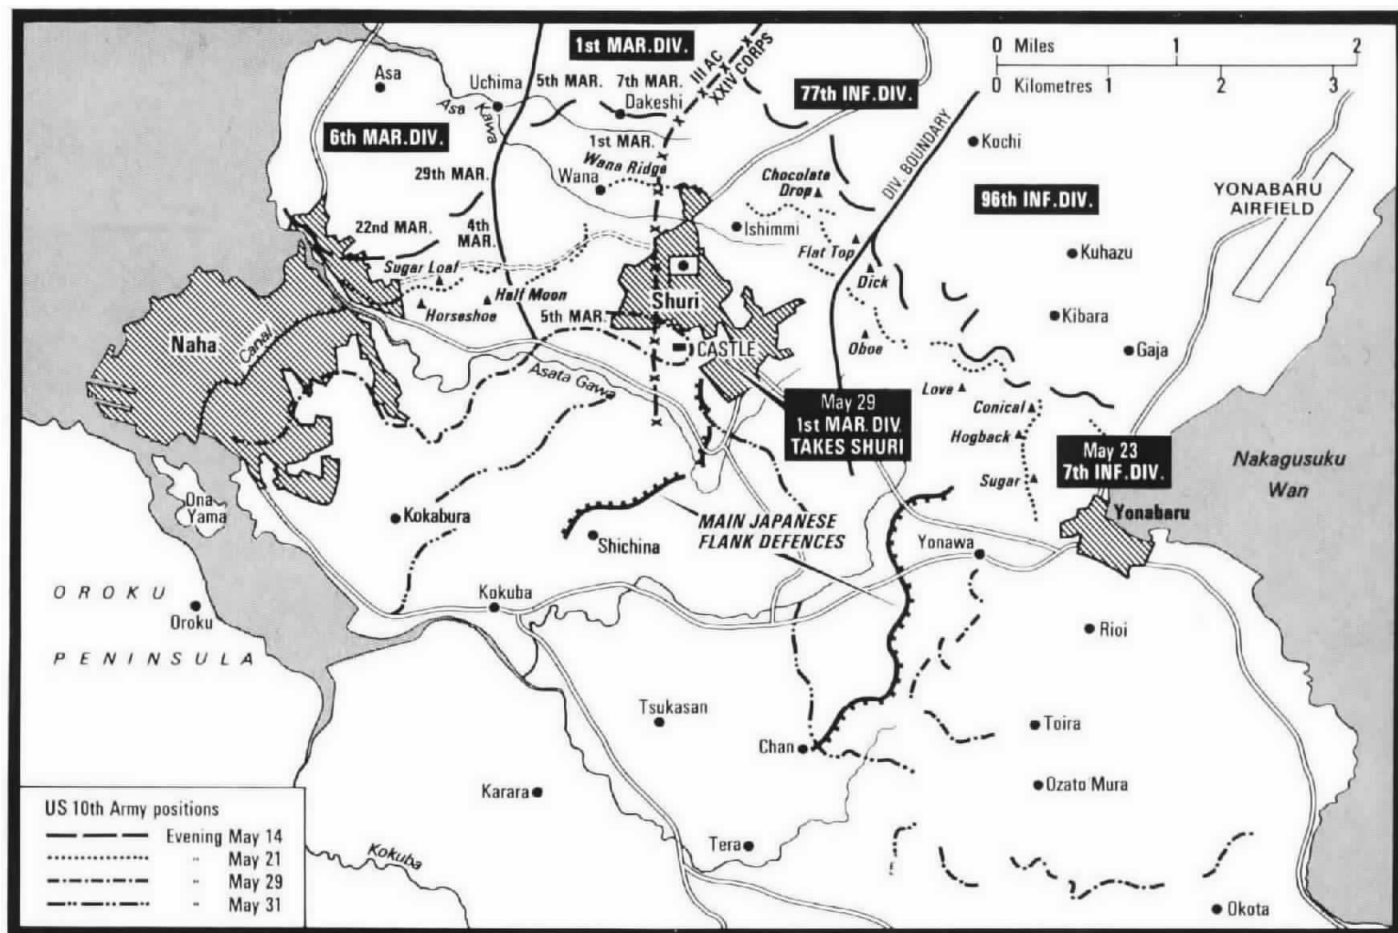 1st MAR. DIV.
III AC
XXIV CORPS
0 Miles 1 2
0 Kilometres 1 2 3
Asa
Uchima
5th MAR.
7th MAR.
Dakeshi
77th INF. DIV.
Asa Kawa
6th MAR. DIV.
1st MAR.
Kochi
29th MAR.
Wana
Wana Ridge
Chocolate
Drop
DIV. BOUNDARY
96th INF. DIV.
YONABARU
AIRFIELD
22nd MAR.
4th
MAR.
Ishimmi
Flat Top
Kuhazu
Sugar Loaf
Dick
Half Moon
Horseshoe
Shuri
5th MAR.
Kibara
Naha
Canal
CASTLE
Oboe
Gaja
Asata Gawa
May 29
1st MAR. DIV.
TAKES SHURI
Love
Conical
Hogback
May 23
7th INF. DIV.
Nakagusuku
Wan
Sugar
Ona
Yama
Kokabura
Yonabaru
MAIN JAPANESE
FLANK DEFENCES
Shichina
Yonawa
OROKU
Oroku
PENINSULA
Kokuba
Rioi
Tsukasan
Toira
Chan
Karara
Ozato Mura
US 10th Army positions
Evening May 14
" May 21
" May 29
" May 31
Kokuba
Tera
Okota